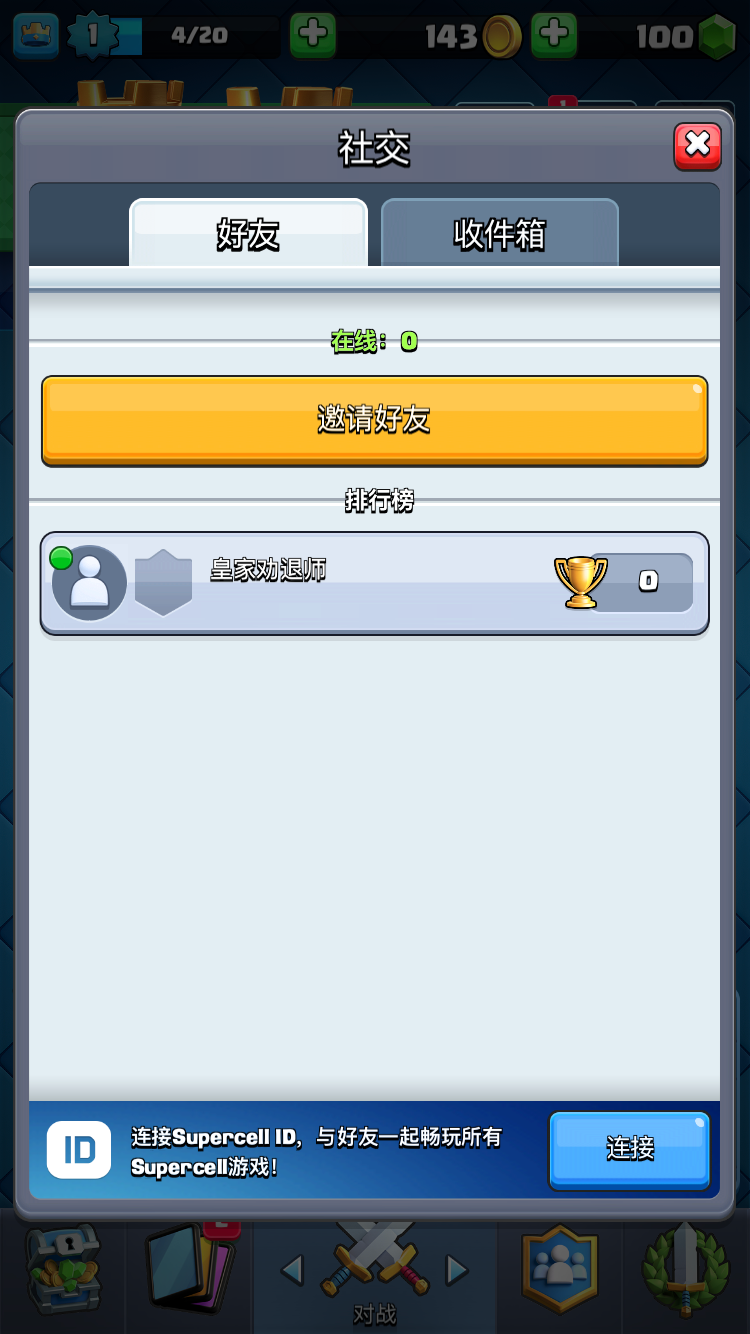 1
4/20
143
100
社交
好友
收件箱
在线：0
邀请好友
排行榜
皇家劝退师
0
ID
连接Supercell ID，与好友一起畅玩所有
Supercell游戏！
连接
对战